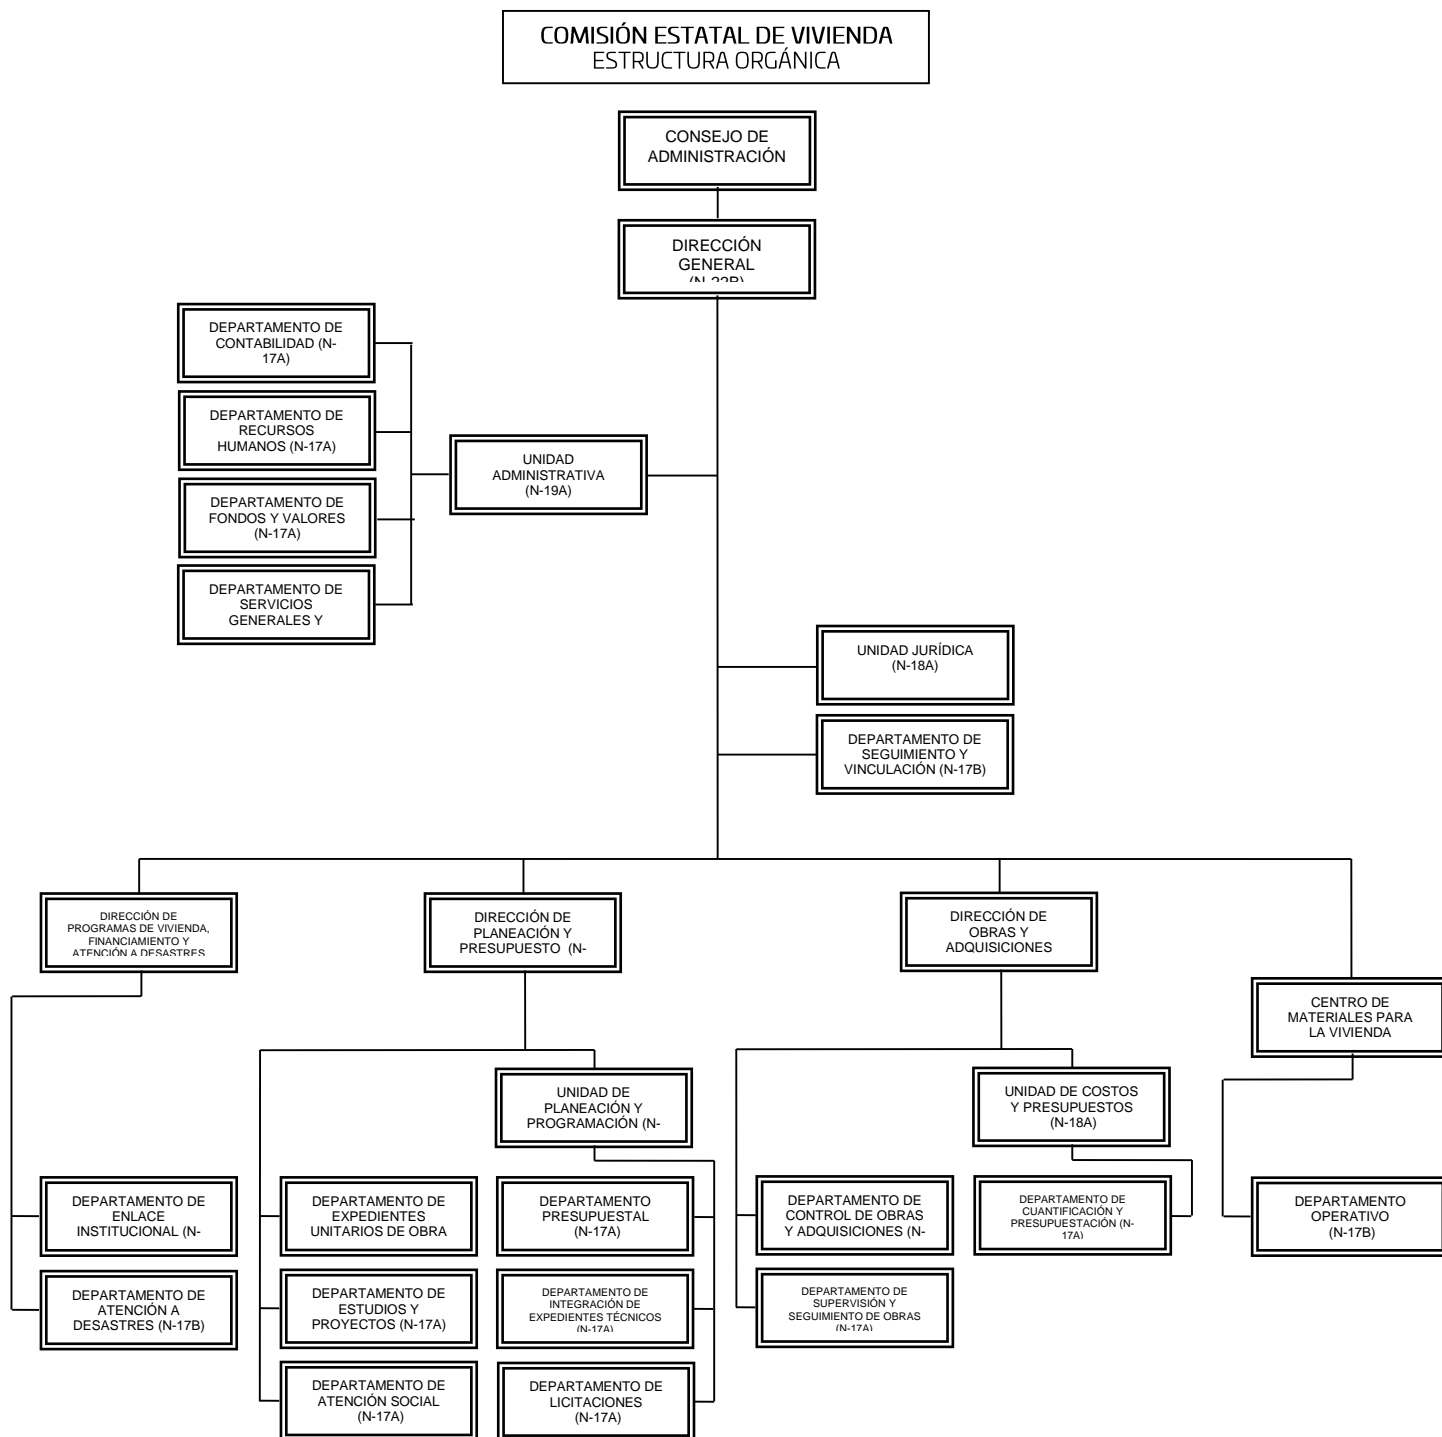 COMISIÓN ESTATAL DE VIVIENDA
ESTRUCTURA ORGÁNICA
CONSEJO DE
ADMINISTRACIÓN
DIRECCIÓN
GENERAL
(N-22B)
DEPARTAMENTO DE
CONTABILIDAD (N-
17A)
DEPARTAMENTO DE
RECURSOS
HUMANOS (N-17A)
UNIDAD
ADMINISTRATIVA
(N-19A)
DEPARTAMENTO DE
FONDOS Y VALORES
(N-17A)
DEPARTAMENTO DE
SERVICIOS
GENERALES Y
UNIDAD JURÍDICA
(N-18A)
DEPARTAMENTO DE
SEGUIMIENTO Y
VINCULACIÓN (N-17B)
DIRECCIÓN DE
PROGRAMAS DE VIVIENDA,
FINANCIAMIENTO Y
ATENCIÓN A DESASTRES
DIRECCIÓN DE
PLANEACIÓN Y
PRESUPUESTO (N-
DIRECCIÓN DE
OBRAS Y
ADQUISICIONES
CENTRO DE
MATERIALES PARA
LA VIVIENDA
UNIDAD DE
PLANEACIÓN Y
PROGRAMACIÓN (N-
UNIDAD DE COSTOS
Y PRESUPUESTOS
(N-18A)
DEPARTAMENTO DE
ENLACE
INSTITUCIONAL (N-
DEPARTAMENTO DE
EXPEDIENTES
UNITARIOS DE OBRA
DEPARTAMENTO
PRESUPUESTAL
(N-17A)
DEPARTAMENTO DE
CONTROL DE OBRAS
Y ADQUISICIONES (N-
DEPARTAMENTO DE
CUANTIFICACIÓN Y
PRESUPUESTACIÓN (N-
17A)
DEPARTAMENTO
OPERATIVO
(N-17B)
DEPARTAMENTO DE
ATENCIÓN A
DESASTRES (N-17B)
DEPARTAMENTO DE
ESTUDIOS Y
PROYECTOS (N-17A)
DEPARTAMENTO DE
INTEGRACIÓN DE
EXPEDIENTES TÉCNICOS
(N-17A)
DEPARTAMENTO DE
SUPERVISIÓN Y
SEGUIMIENTO DE OBRAS
(N-17A)
DEPARTAMENTO DE
ATENCIÓN SOCIAL
(N-17A)
DEPARTAMENTO DE
LICITACIONES
(N-17A)